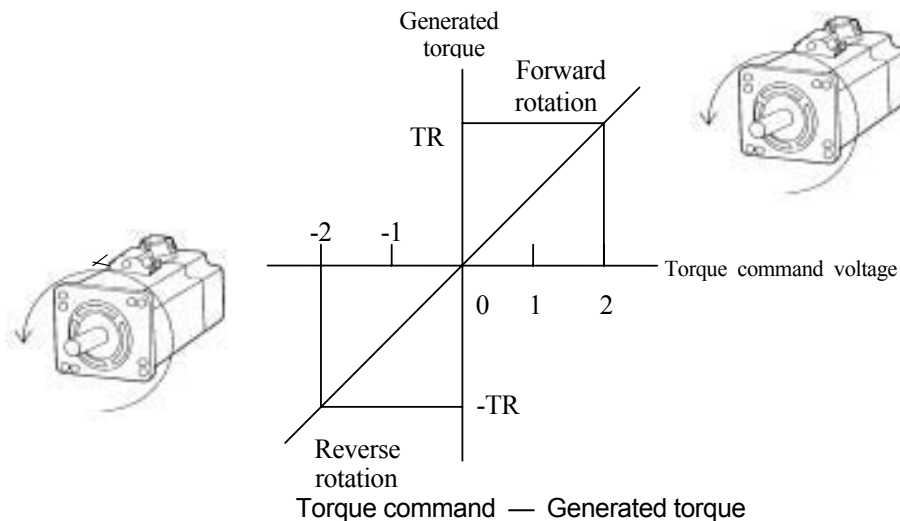 Generated
torque
Forward
rotation
TR
-2
-1
Torque command voltage
0
1
2
-TR
Reverse
rotation
Torque command — Generated torque